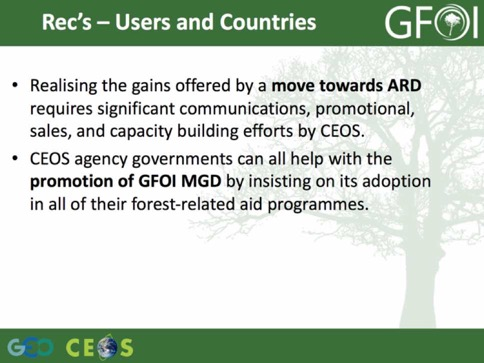 Rec's – Users and Countries
GFOI
• Realising the gains offered by a move towards ARD
requires significant communications, promotional,
sales, and capacity building efforts by CEOS.
• CEOS agency governments can all help with the
promotion of GFOI MGD by insisting on its adoption
in all of their forest-related aid programmes.
GEO CEOS